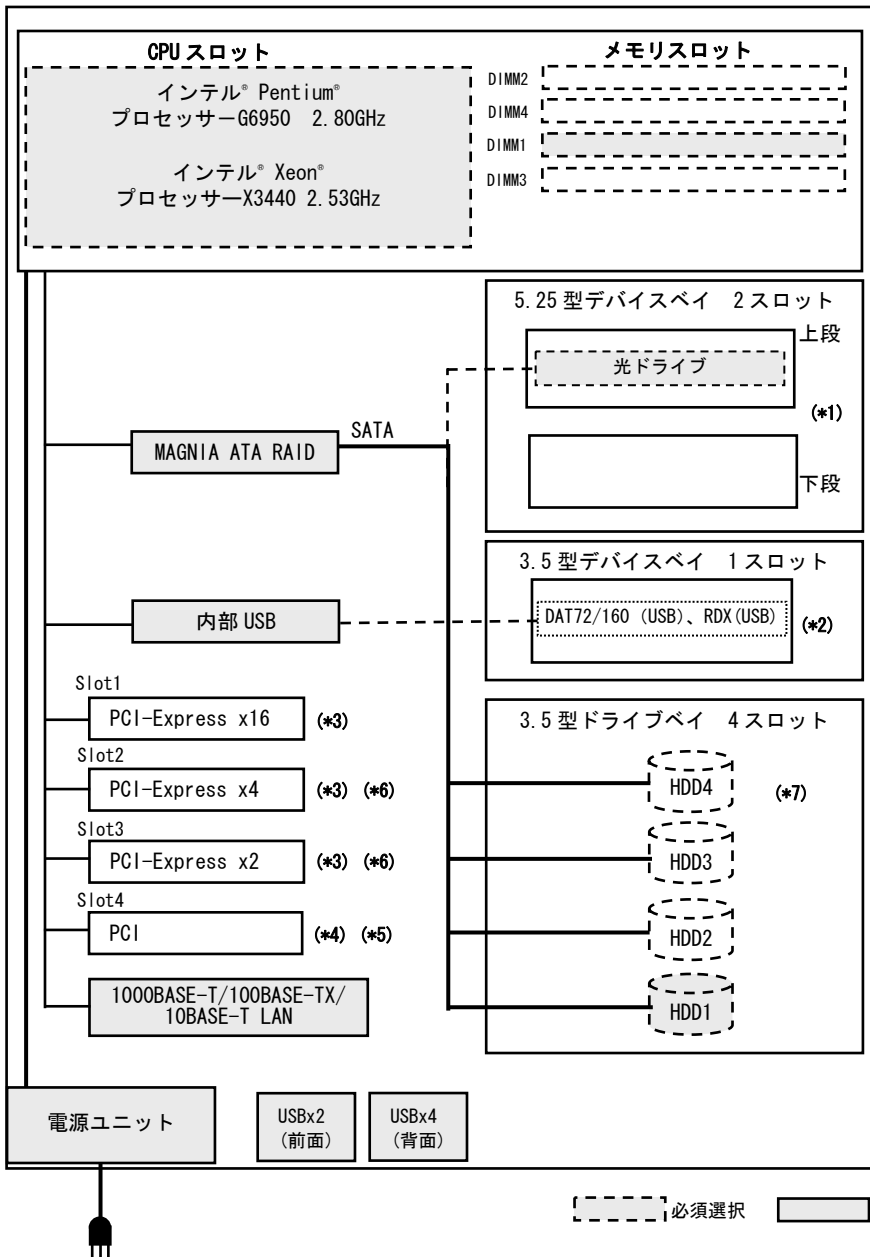 CPU スロット
インテル® Pentium®
プロセッサーG6950 2.80GHz
インテル® Xeon®
プロセッサーX3440 2.53GHz
メモリスロット
DIMM2
DIMM4
DIMM1
DIMM3
5.25 型デバイスベイ 2 スロット
上段
光ドライブ
(*1)
下段
MAGNIA ATA RAID
SATA
3.5 型デバイスベイ 1 スロット
DAT72/160 (USB)、RDX(USB)
(*2)
内部 USB
Slot1
PCI-Express x16
(*3)
Slot2
PCI-Express x4
(*3) (*6)
Slot3
PCI-Express x2
(*3) (*6)
Slot4
PCI
(*4) (*5)
1000BASE-T/100BASE-TX/
10BASE-T LAN
3.5 型ドライブベイ 4 スロット
HDD4
(*7)
HDD3
HDD2
HDD1
電源ユニット
USBx2
(前面)
USBx4
(背面)
必須選択